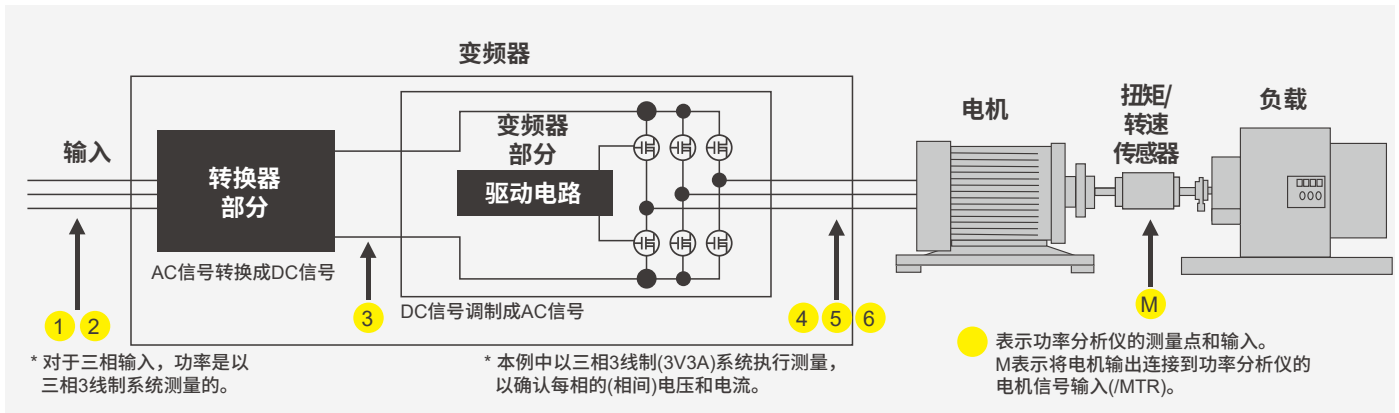 变频器
输入
转换器
部分
AC信号转换成DC信号
变频器
部分
驱动电路
DC信号调制成AC信号
电机
扭矩/
转速
传感器
负载
1 2
3
4 5 6
M
* 对于三相输入，功率是以
三相3线制系统测量的。
* 本例中以三相3线制(3V3A)系统执行测量，
以确认每相的(相间)电压和电流。
表示功率分析仪的测量点和输入。
M表示将电机输出连接到功率分析仪的
电机信号输入(/MTR)。